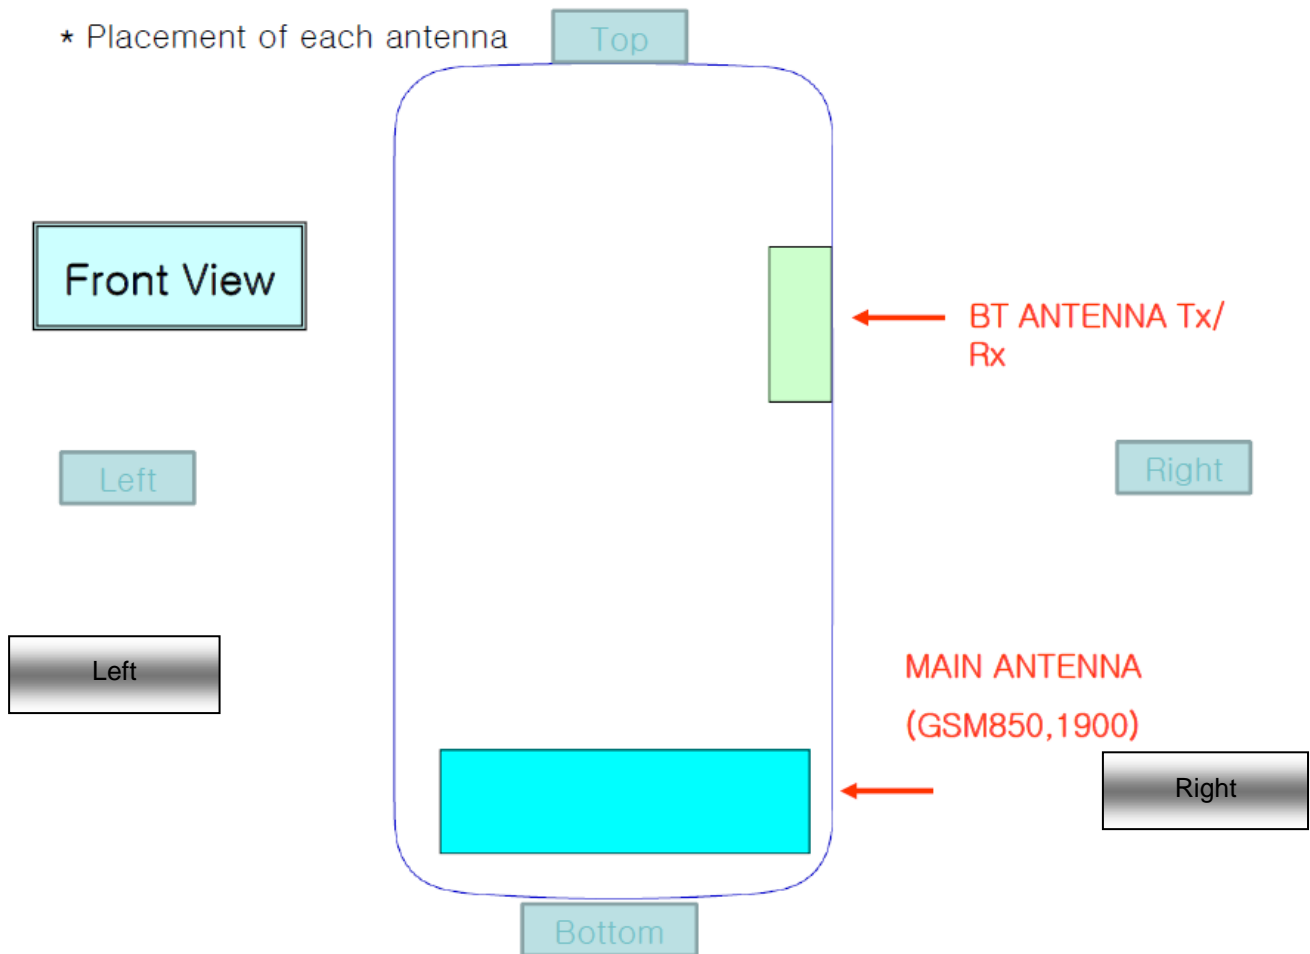 * Placement of each antenna
Top
Front View
BT ANTENNA Tx/
Rx
Left
Right
Left
MAIN ANTENNA
(GSM850,1900)
Right
Bottom